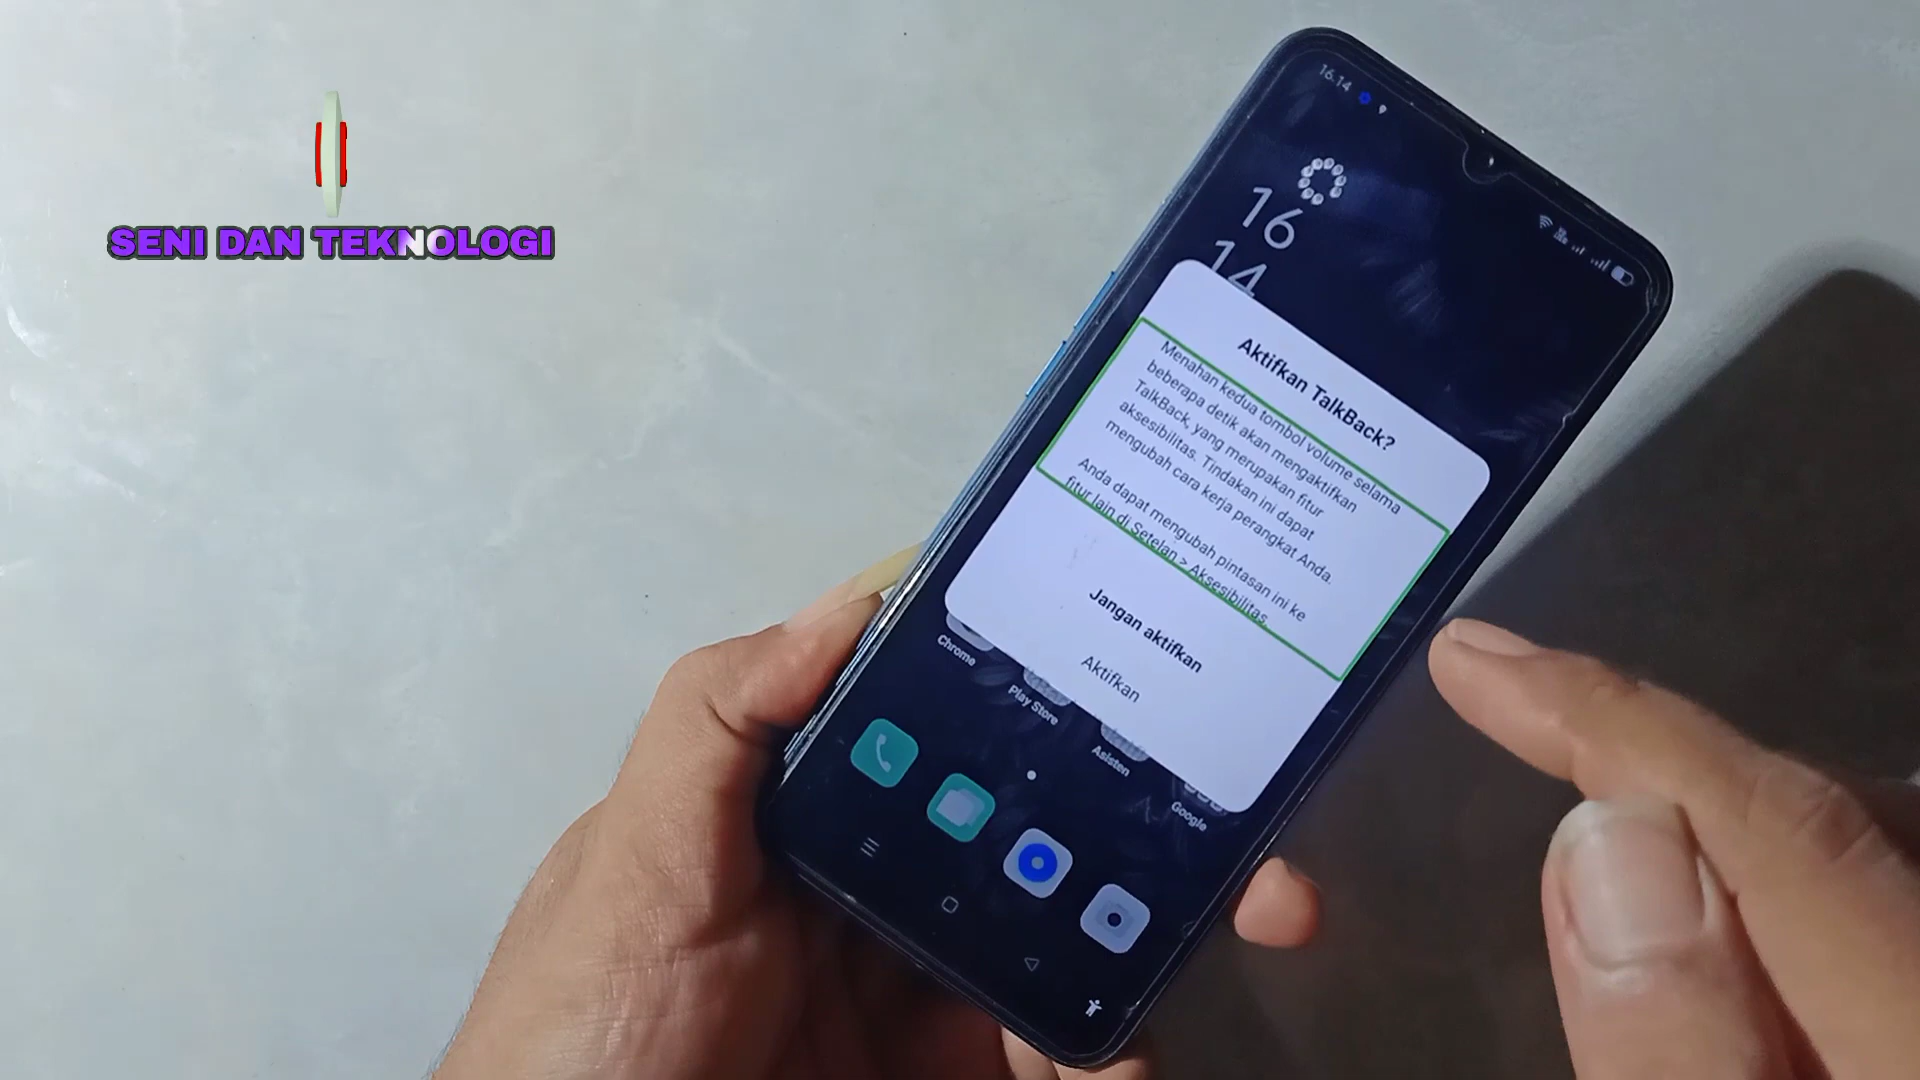 SENI DAN TEKNOLOGI
16.14
16
14
Aktifkan TalkBack?
Menahan kedua tombol volume selama
beberapa detik akan mengaktifkan
TalkBack, yang merupakan fitur
aksesibilitas. Tindakan ini dapat
mengubah cara kerja perangkat Anda.
Anda dapat mengubah pintasan ini ke
fitur lain di Setelan > Aksesibilitas.
Jangan aktifkan
Aktifkan
Chrome
Play Store
Asisten
Google